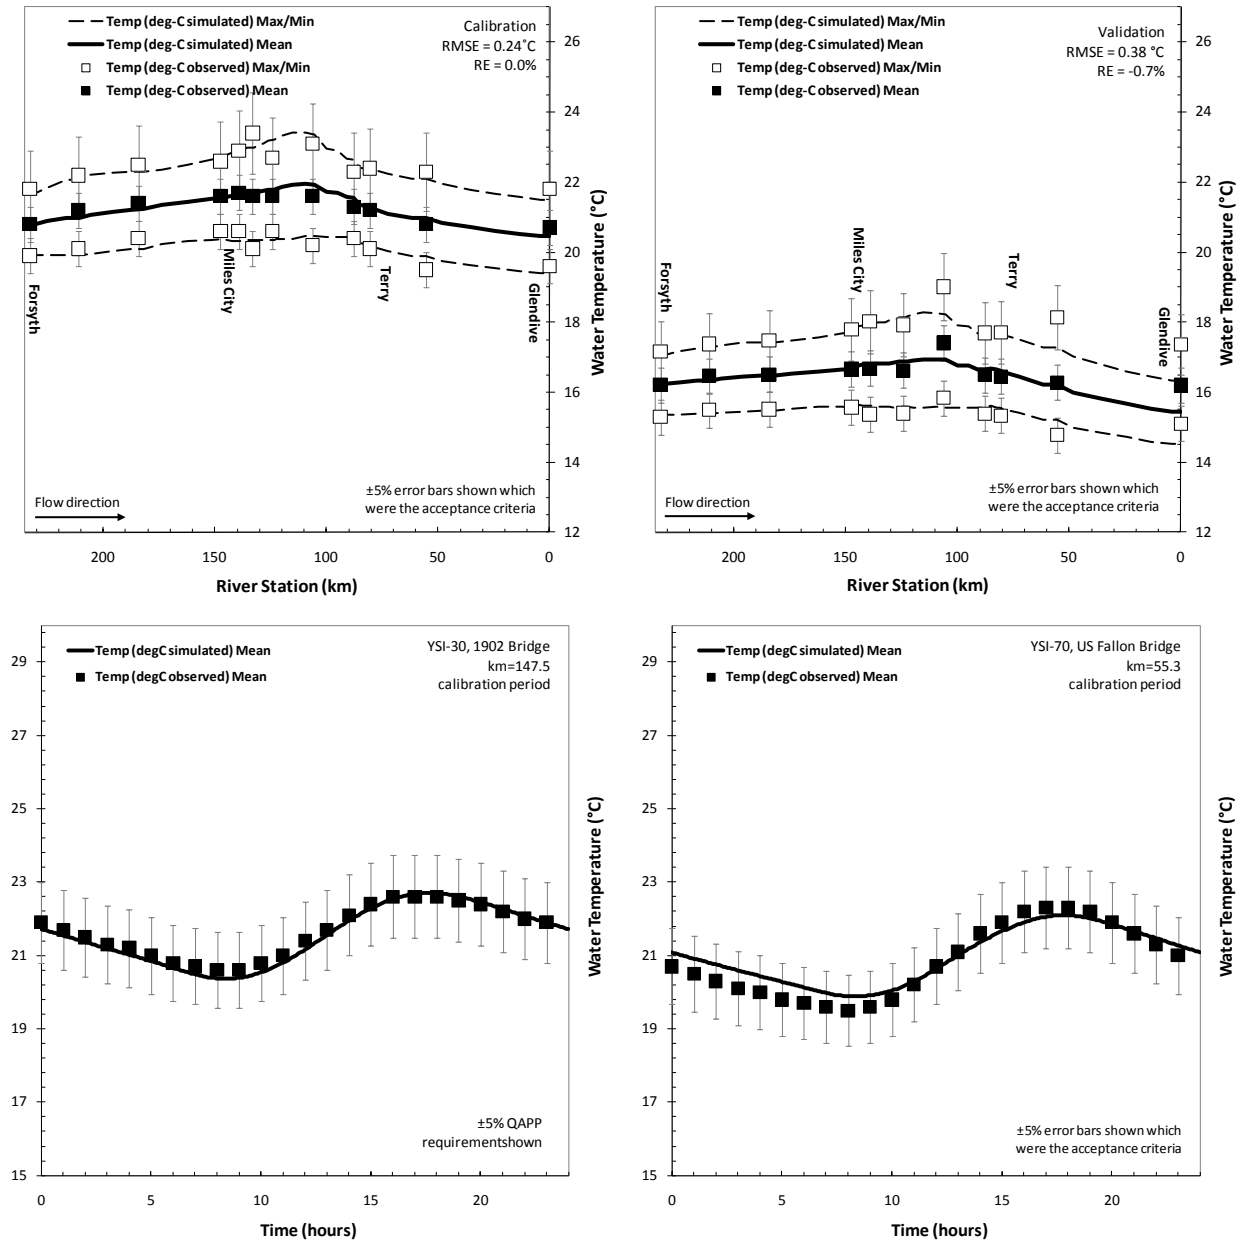 Temp (deg-C simulated) Max/Min
Temp (deg-C simulated) Mean
Temp (deg-C observed) Max/Min
Temp (deg-C observed) Mean
Calibration
RMSE = 0.24˚C
RE = 0.0%
26
24
22
20
18
16
14
12
Water Temperature (°C)
Forsyth
Miles City
Terry
Glendive
Flow direction
±5% error bars shown which
were the acceptance criteria
200
150
100
50
0
River Station (km)
Temp (deg-C simulated) Max/Min
Temp (deg-C simulated) Mean
Temp (deg-C observed) Max/Min
Temp (deg-C observed) Mean
Validation
RMSE = 0.38 °C
RE = -0.7%
26
24
22
20
18
16
14
12
Water Temperature (°C)
Forsyth
Miles City
Terry
Glendive
Flow direction
±5% error bars shown which
were the acceptance criteria
200
150
100
50
0
River Station (km)
Temp (degC simulated) Mean
Temp (degC observed) Mean
YSI-30, 1902 Bridge
km=147.5
calibration period
29
27
25
23
21
19
17
15
Water Temperature (°C)
±5% QAPP
requirementshown
0
5
10
15
20
Time (hours)
Temp (degC simulated) Mean
Temp (degC observed) Mean
YSI-70, US Fallon Bridge
km=55.3
calibration period
29
27
25
23
21
19
17
15
Water Temperature (°C)
±5% error bars shown which
were the acceptance criteria
0
5
10
15
20
Time (hours)